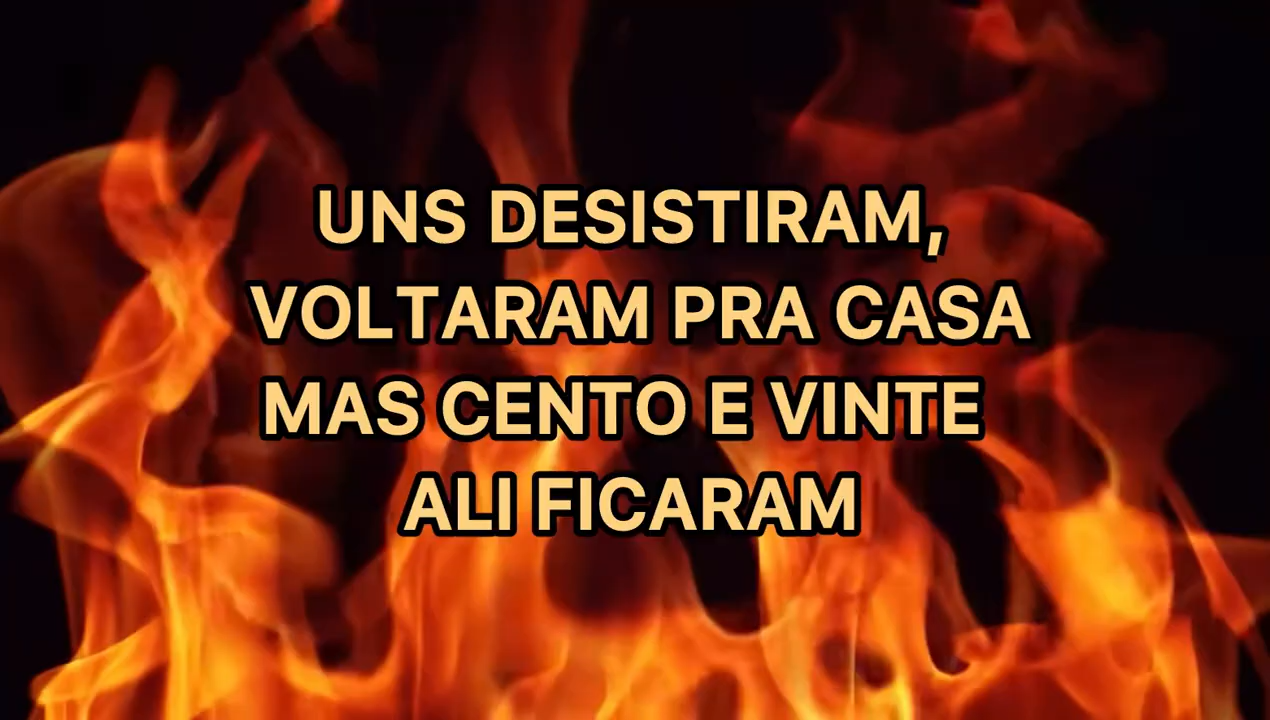 UNS DESISTIRAM,
VOLTARAM PRA CASA
MAS CENTO E VINTE
ALI FICARAM